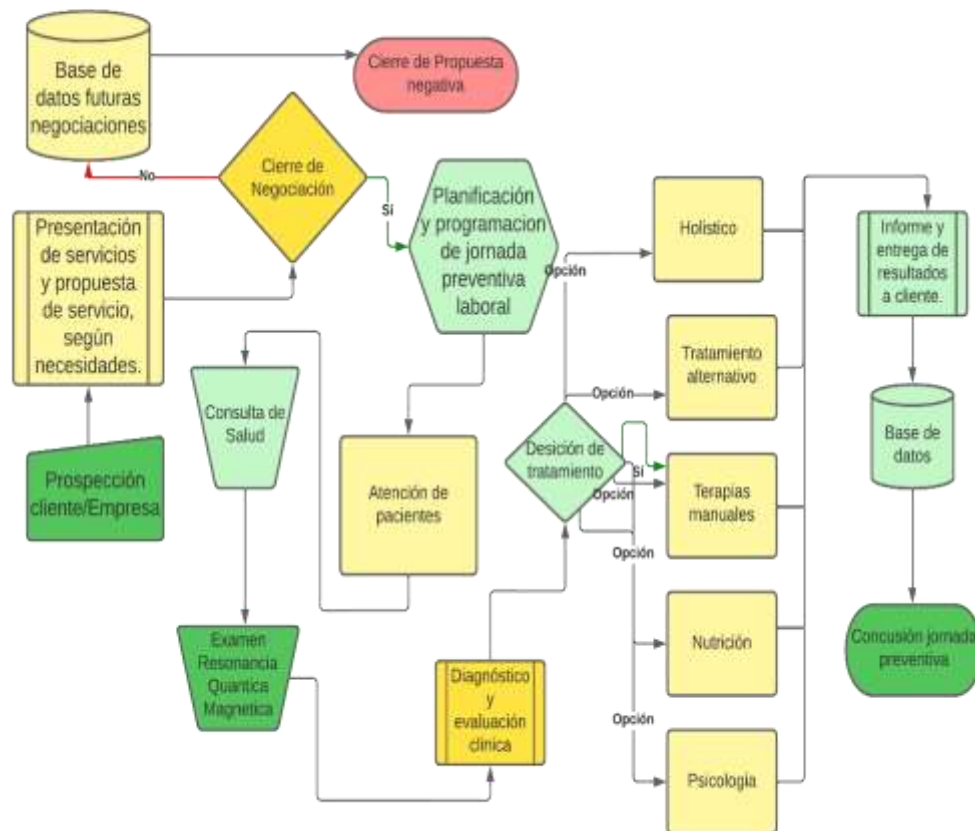 Base de
datos futuras
negociaciones
Cierre de Propuesta
negativa
Cierre de
Negociación
No
Sí
Presentación
de servicios
y propuesta
de servicio,
según
necesidades.
Prospección
cliente/Empresa
Planificación
y programacion
de jornada
preventiva
laboral
Consulta de
Salud
Atención de
pacientes
Examen
Resonancia
Quantica
Magnetica
Diagnóstico
y
evaluación
clínica
Desición de
tratamiento
Opción
Opción
Sí
Opción
Opción
Opción
Holístico
Tratamiento
alternativo
Terapias
manuales
Nutrición
Psicología
Informe y
entrega de
resultados
a cliente.
Base de
datos
Concusión jornada
preventiva